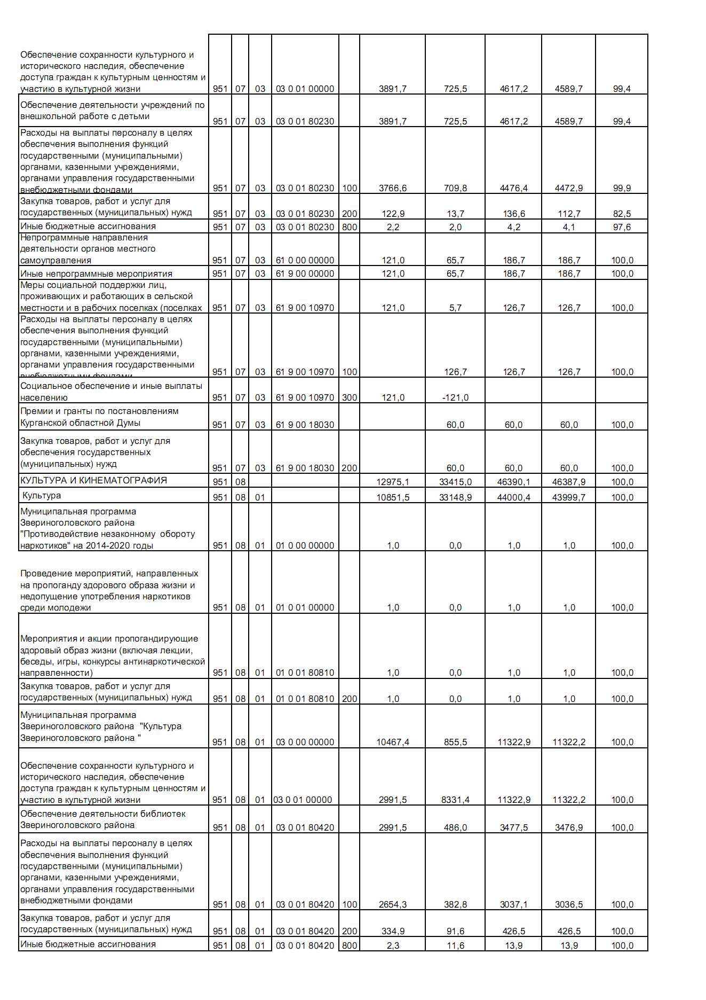 Обеспечение сохранности культурного и
исторического наследия, обеспечение
доступа граждан к культурным ценностям и
участию в культурной жизни 951 07 03 03 0 01 00000 3891,7 725,5 4617,2 4589,7 99,4
Обеспечение деятельности учреждений по
внешкольной работе с детьми 951 07 03 03 0 01 80230 3891,7 725,5 4617,2 4589,7 99,4
Расходы на выплаты персоналу в целях
обеспечения выполнения функций
государственными (муниципальными)
органами, казенными учреждениями,
органами управления государственными
внебюджетными фондами 951 07 03 03 0 01 80230 100 3766,6 709,8 4476,4 4472,9 99,9
Закупка товаров, работ и услуг для
государственных (муниципальных) нужд 951 07 03 03 0 01 80230 200 122,9 13,7 136,6 112,7 82,5
Иные бюджетные ассигнования 951 07 03 03 0 01 80230 800 2,2 2,0 4,2 4,1 97,6
Непрограммные направления
деятельности органов местного
самоуправления 951 07 03 61 0 00 00000 121,0 65,7 186,7 186,7 100,0
Иные непрограммные мероприятия 951 07 03 61 9 00 00000 121,0 65,7 186,7 186,7 100,0
Меры социальной поддержки лиц,
проживающих и работающих в сельской
местности и в рабочих поселках (поселках 951 07 03 61 9 00 10970 121,0 5,7 126,7 126,7 100,0
Расходы на выплаты персоналу в целях
обеспечения выполнения функций
государственными (муниципальными)
органами, казенными учреждениями,
органами управления государственными
внебюджетными фондами 951 07 03 61 9 00 10970 100 126,7 126,7 126,7 100,0
Социальное обеспечение и иные выплаты
населению 951 07 03 61 9 00 10970 300 121,0 -121,0
Премии и гранты по постановлениям
Курганской областной Думы 951 07 03 61 9 00 18030 60,0 60,0 60,0 100,0
Закупка товаров, работ и услуг для
обеспечения государственных
(муниципальных) нужд 951 07 03 61 9 00 18030 200 60,0 60,0 60,0 100,0
КУЛЬТУРА И КИНЕМАТОГРАФИЯ 951 08 12975,1 33415,0 46390,1 46387,9 100,0
Культура 951 08 01 10851,5 33148,9 44000,4 43999,7 100,0
Муниципальная программа
Звериноголовского района
"Противодействие незаконному обороту
наркотиков" на 2014-2020 годы 951 08 01 01 0 00 00000 1,0 0,0 1,0 1,0 100,0
Проведение мероприятий, направленных
на пропоганду здорового образа жизни и
недопущение употребления наркотиков
среди молодежи 951 08 01 01 0 01 00000 1,0 0,0 1,0 1,0 100,0
Мероприятия и акции пропогандирующие
здоровый образ жизни (включая лекции,
беседы, игры, конкурсы антинаркотической
направленности) 951 08 01 01 0 01 80810 1,0 0,0 1,0 1,0 100,0
Закупка товаров, работ и услуг для
государственных (муниципальных) нужд 951 08 01 01 0 01 80810 200 1,0 0,0 1,0 1,0 100,0
Муниципальная программа
Звериноголовского района "Культура
Звериноголовского района " 951 08 01 03 0 00 00000 10467,4 855,5 11322,9 11322,2 100,0
Обеспечение сохранности культурного и
исторического наследия, обеспечение
доступа граждан к культурным ценностям и
участию в культурной жизни 951 08 01 03 0 01 00000 2991,5 8331,4 11322,9 11322,2 100,0
Обеспечение деятельности библиотек
Звериноголовского района 951 08 01 03 0 01 80420 2991,5 486,0 3477,5 3476,9 100,0
Расходы на выплаты персоналу в целях
обеспечения выполнения функций
государственными (муниципальными)
органами, казенными учреждениями,
органами управления государственными
внебюджетными фондами 951 08 01 03 0 01 80420 100 2654,3 382,8 3037,1 3036,5 100,0
Закупка товаров, работ и услуг для
государственных (муниципальных) нужд 951 08 01 03 0 01 80420 200 334,9 91,6 426,5 426,5 100,0
Иные бюджетные ассигнования 951 08 01 03 0 01 80420 800 2,3 11,6 13,9 13,9 100,0